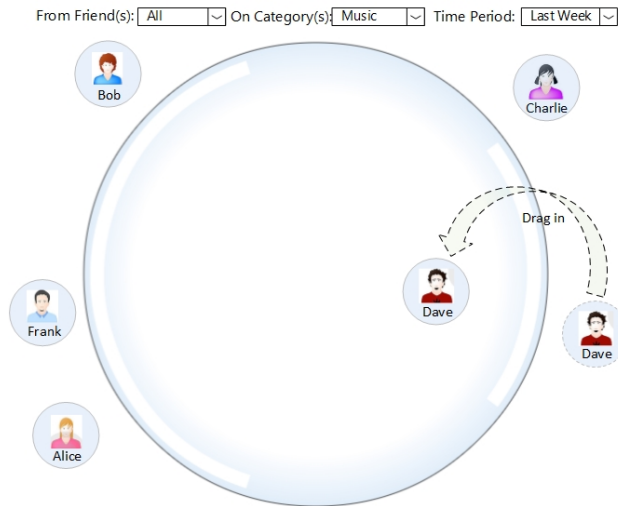 From Friend(s): All On Category(s): Music Time Period: Last Week
Bob
Charlie
Drag in
Dave
Frank
Dave
Alice